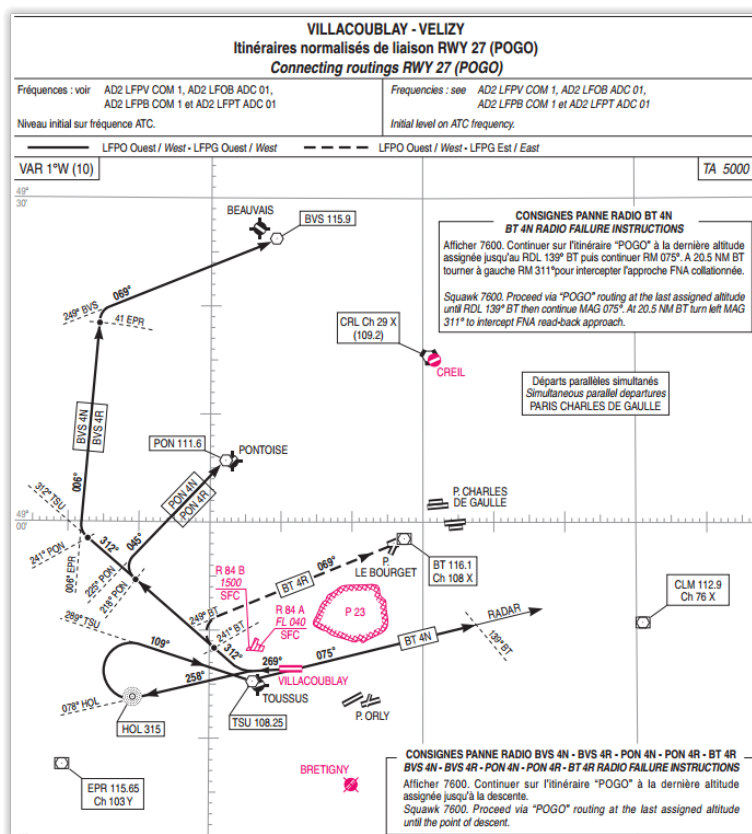 VILLACOUBLAY - VELIZY
Itinéraires normalisés de liaison RWY 27 (POGO)
Connecting routings RWY 27 (POGO)
Fréquences : voir AD2 LFPV COM 1, AD2 LFOB ADC 01,
AD2 LFPB COM 1 et AD2 LFPT ADC 01
Niveau initial sur fréquence ATC.
Frequencies : see AD2 LFPV COM 1, AD2 LFOB ADC 01,
AD2 LFPB COM 1 et AD2 LFPT ADC 01
Initial level on ATC frequency.
LFPO Ouest / West - LFPG Ouest / West
LFPO Ouest / West - LFPG Est / East
VAR 1°W (10)
TA 5000
49°
30'
BEAUVAIS
BVS 115.9
CONSIGNES PANNE RADIO BT 4N
BT 4N RADIO FAILURE INSTRUCTIONS
Afficher 7600. Continuer sur l'itinéraire “POGO” à la dernière altitude
assignée jusqu'au RDL 139° BT puis continuer RM 075°. A 20.5 NM BT
tourner à gauche RM 311°pour intercepter l'approche FNA collationnée.
Squawk 7600. Proceed via “POGO” routing at the last assigned altitude
until RDL 139° BT then continue MAG 075°. At 20.5 NM BT turn left MAG
311° to intercept FNA read-back approach.
069°
249° BVS
41 EPR
CRL Ch 29 X
(109.2)
CREIL
Départs parallèles simultanés
Simultaneous parallel departures
PARIS CHARLES DE GAULLE
BVS 4N
BVS 4R
PON 111.6
PONTOISE
PON 4N
PON 4R
006°
312° TSU
045°
P. CHARLES
DE GAULLE
49°
00'
241° PON
312°
006° EPR
225° PON
218° PON
R 84 B
1500
SFC
069°
BT 4R
P.
LE BOURGET
BT 116.1
Ch 108 X
249° BT
R 84 A
FL 040
SFC
P 23
CLM 112.9
Ch 76 X
289° TSU
241° BT
312°
RADAR
BT 4N
139° BT
109°
269°
075°
258°
VILLACOUBLAY
TOUSSUS
078° HOL
HOL 315
TSU 108.25
P. ORLY
EPR 115.65
Ch 103 Y
BRETIGNY
CONSIGNES PANNE RADIO BVS 4N - BVS 4R - PON 4N - PON 4R - BT 4R
BVS 4N - BVS 4R - PON 4N - PON 4R - BT 4R RADIO FAILURE INSTRUCTIONS
Afficher 7600. Continuer sur l'itinéraire “POGO” à la dernière altitude
assignée jusqu'à la descente.
Squawk 7600. Proceed via “POGO” routing at the last assigned altitude
until the point of descent.